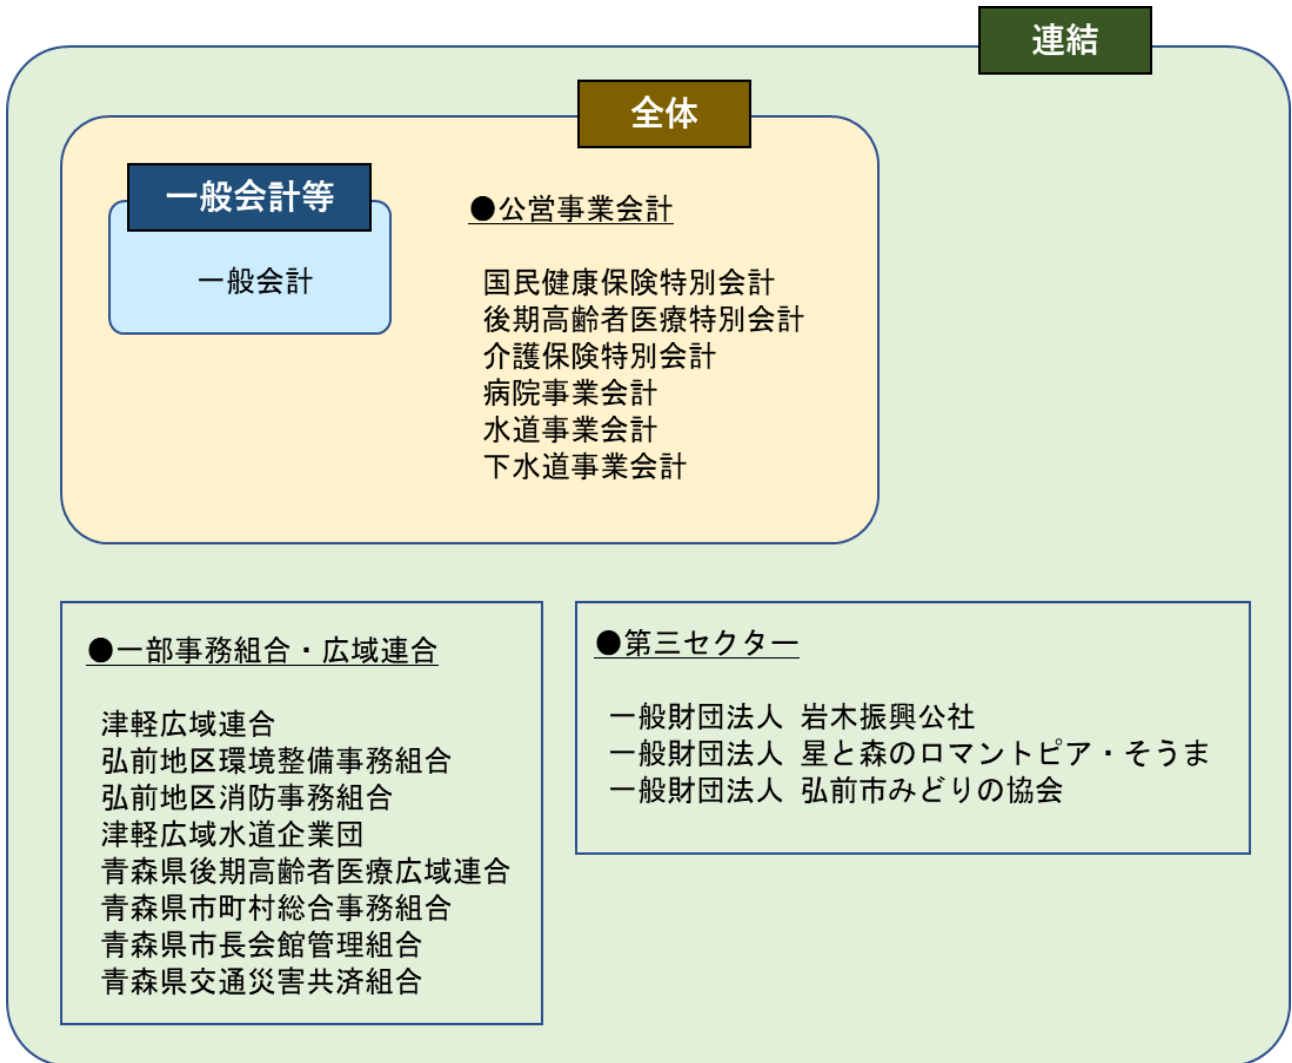 連結
全体
一般会計等
一般会計
●公営事業会計
国民健康保険特別会計
後期高齢者医療特別会計
介護保険特別会計
病院事業会計
水道事業会計
下水道事業会計
●一部事務組合・広域連合
津軽広域連合
弘前地区環境整備事務組合
弘前地区消防事務組合
津軽広域水道企業団
青森県後期高齢者医療広域連合
青森県市町村総合事務組合
青森県市長会館管理組合
青森県交通災害共済組合
●第三セクター
一般財団法人 岩木振興公社
一般財団法人 星と森のロマントピア・そうま
一般財団法人 弘前市みどりの協会